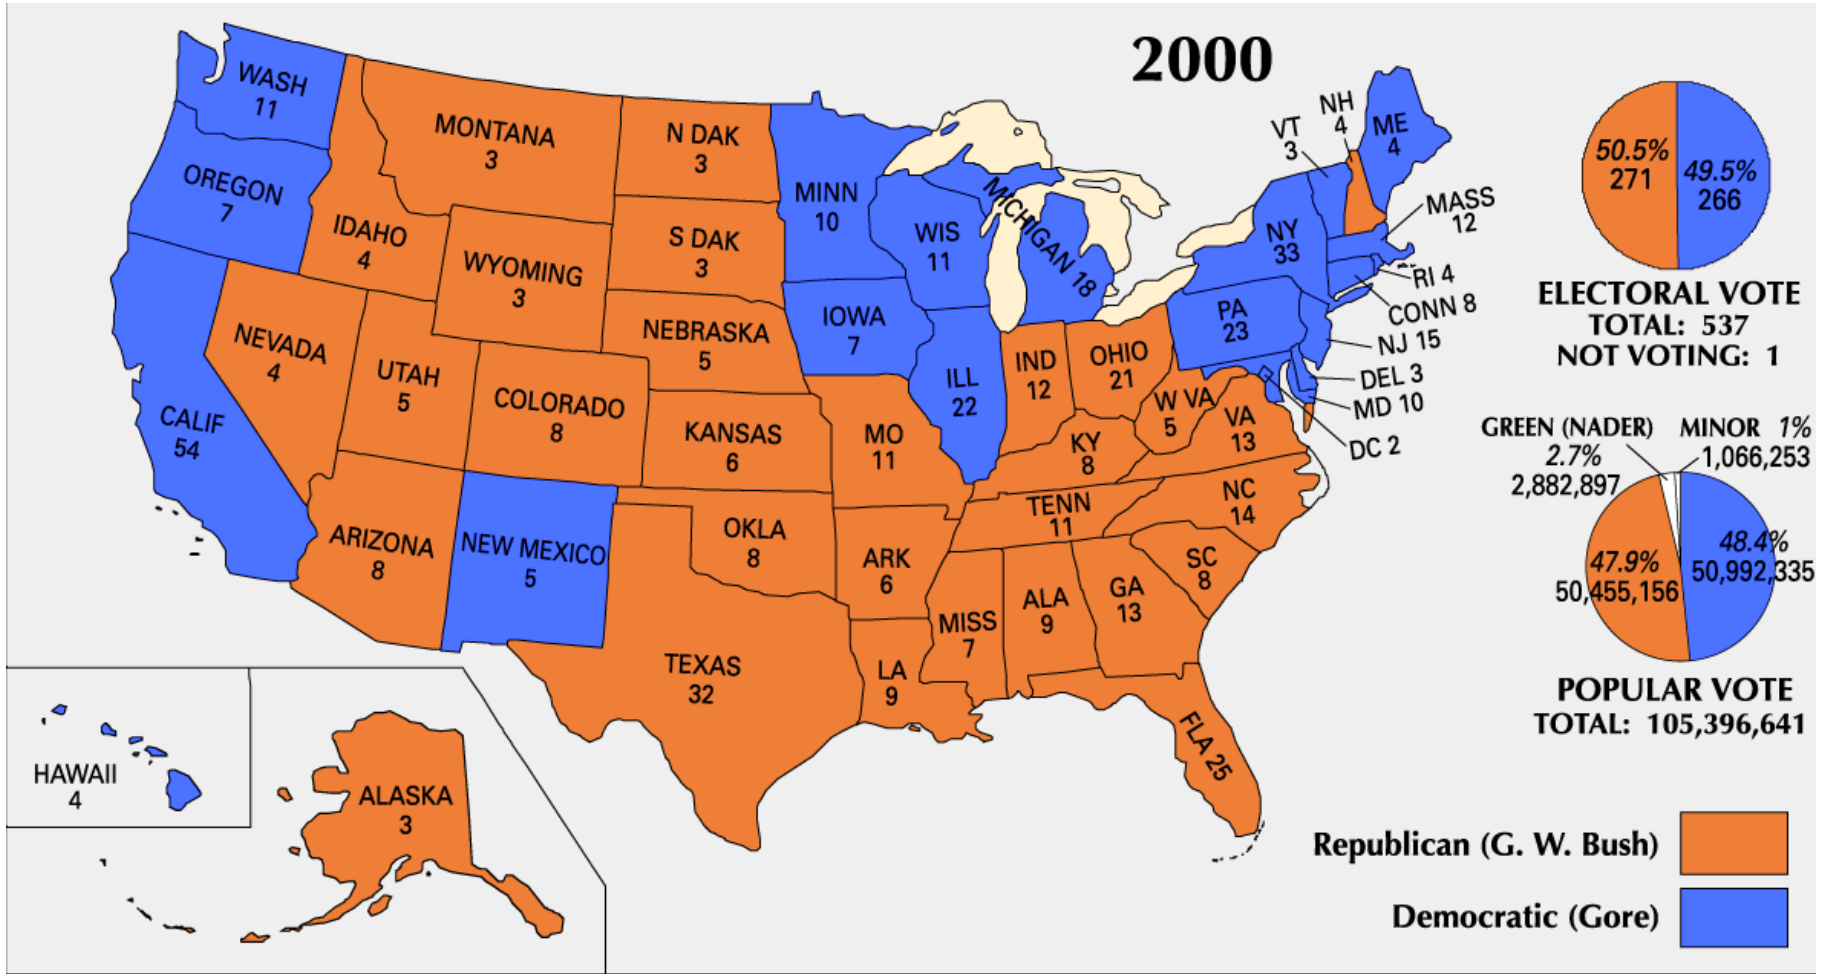 2000
WASH
11
OREGON
7
CALIF
54
NEVADA
4
IDAHO
4
MONTANA
3
WYOMING
3
UTAH
5
COLORADO
8
ARIZONA
8
NEW MEXICO
5
N DAK
3
S DAK
3
NEBRASKA
5
KANSAS
6
OKLA
8
TEXAS
32
MINN
10
IOWA
7
MO
11
ARK
6
LA
9
WIS
11
ILL
22
MICHIGAN 18
IND
12
OHIO
21
KY
8
TENN
11
MISS
7
ALA
9
GA
13
FLA 25
SC
8
NC
14
VA
13
W VA
5
PA
23
NY
33
VT
3
NH
4
ME
4
MASS
12
RI 4
CONN 8
NJ 15
DEL 3
MD 10
DC 2
HAWAII
4
ALASKA
3
50.5%
271
49.5%
266
ELECTORAL VOTE
TOTAL: 537
NOT VOTING: 1
GREEN (NADER)
2.7%
2,882,897
MINOR 1%
1,066,253
47.9%
50,455,156
48.4%
50,992,335
POPULAR VOTE
TOTAL: 105,396,641
Republican (G. W. Bush)
Democratic (Gore)